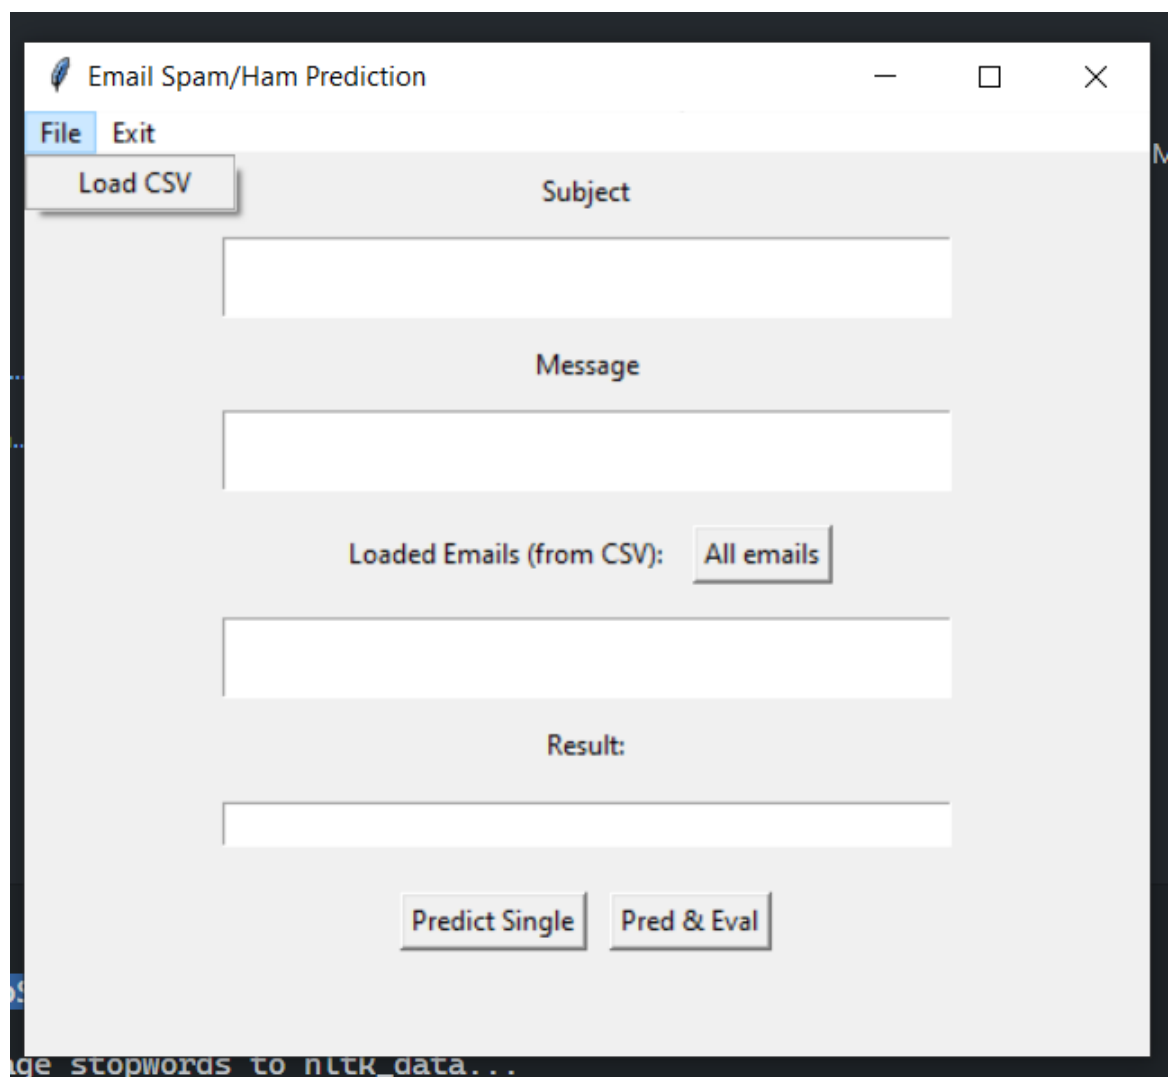 Email Spam/Ham Prediction
File Exit
Load CSV
Subject
Message
Loaded Emails (from CSV): All emails
Result:
Predict Single Pred & Eval
stopwords to nltk_data...